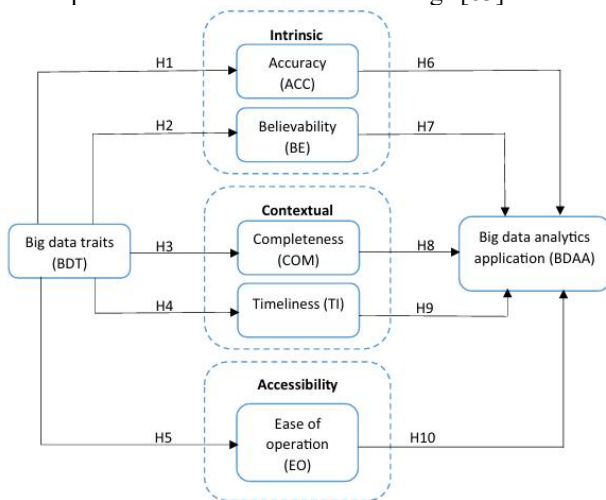 Intrinsic
H1
Accuracy
(ACC)
H6
H2
Believability
(BE)
H7
Contextual
Big data traits
(BDT)
H3
Completeness
(COM)
H8
Big data analytics
application (BDAA)
H4
Timeliness (TI)
H9
Accessibility
H5
Ease of
operation
(EO)
H10